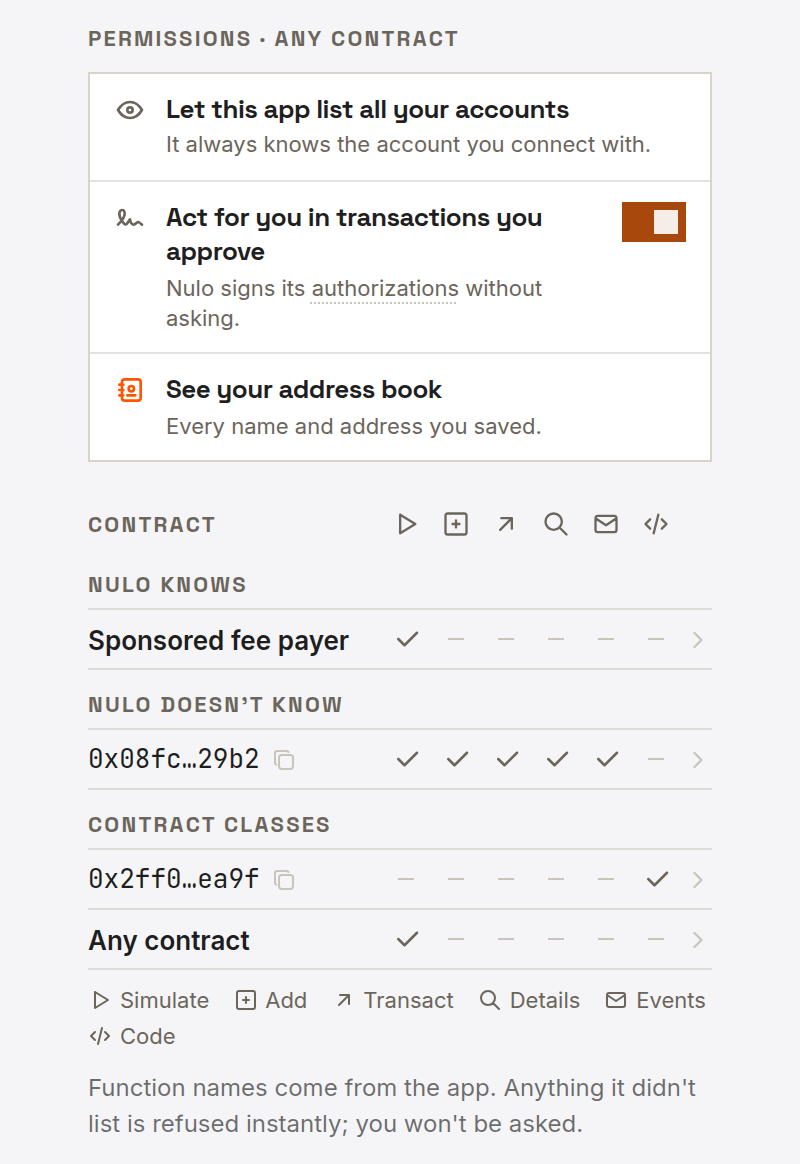 PERMISSIONS · ANY CONTRACT
Let this app list all your accounts
It always knows the account you connect with.
Act for you in transactions you
approve
Nulo signs its authorizations without
asking.
See your address book
Every name and address you saved.
CONTRACT
NULO KNOWS
Sponsored fee payer
NULO DOESN’T KNOW
0x08fc…29b2
CONTRACT CLASSES
0x2ff0…ea9f
Any contract
Simulate Add Transact Details Events
Code
Function names come from the app. Anything it didn't
list is refused instantly; you won't be asked.